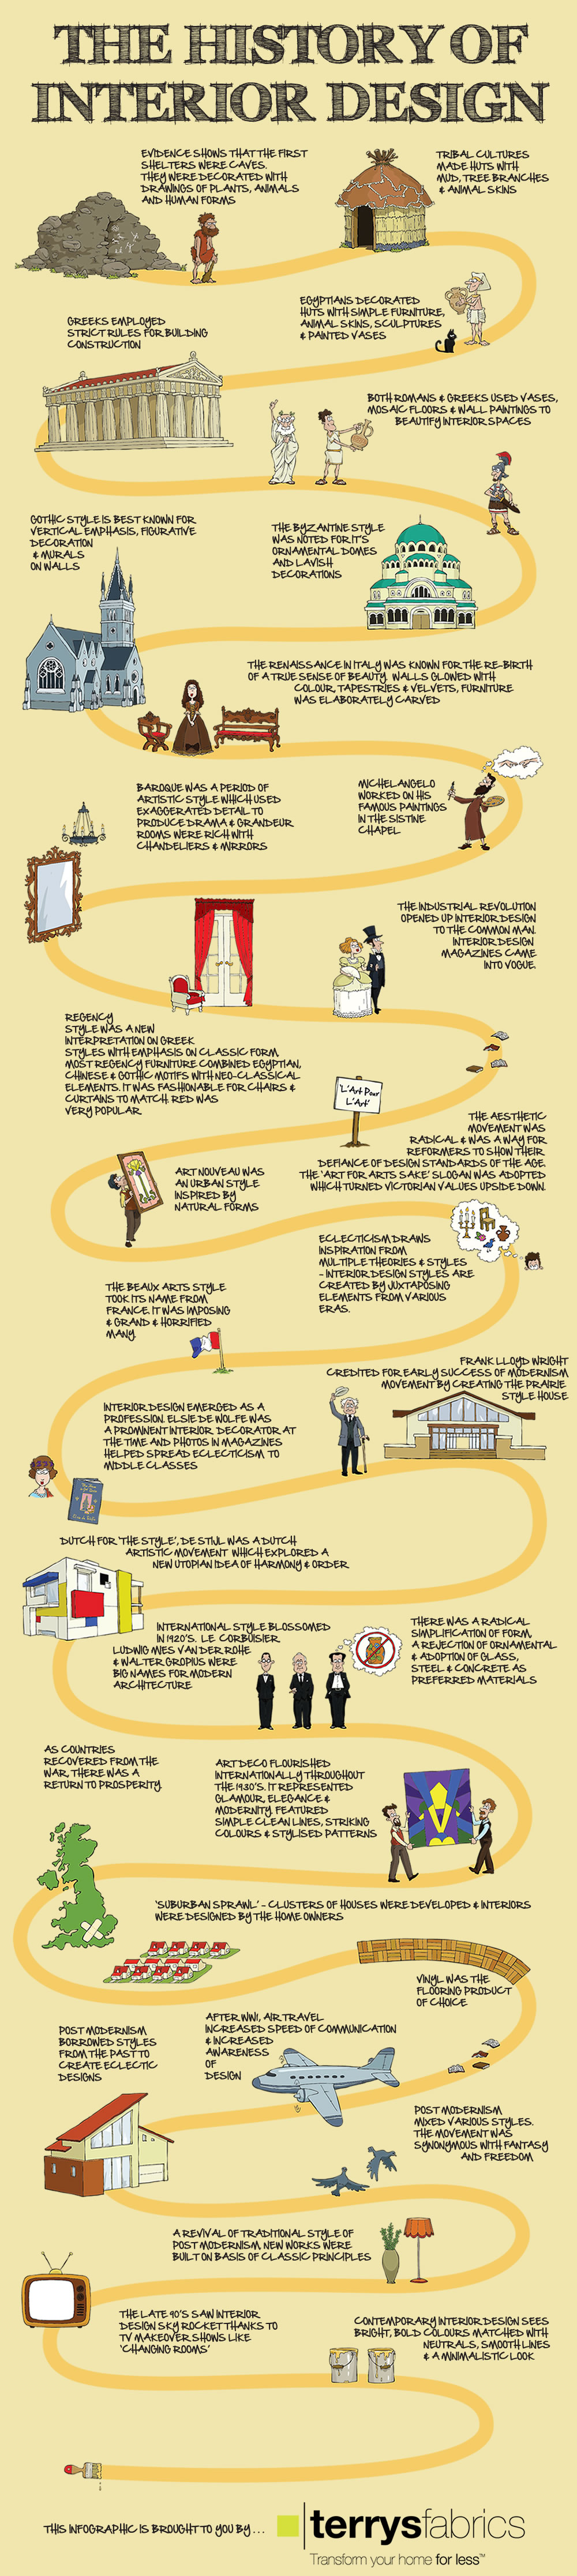 THE HISTORY OF
INTERIOR DESIGN
EVIDENCE SHOWS THAT THE FIRST
SHELTERS WERE CAVES.
THEY WERE DECORATED WITH
DRAWINGS OF PLANTS, ANIMALS
AND HUMAN FORMS
TRIBAL CULTURES
MADE HUTS WITH
MUD, TREE BRANCHES
& ANIMAL SKINS
EGYPTIANS DECORATED
HUTS WITH SIMPLE FURNITURE,
ANIMAL SKINS, SCULPTURES
& PAINTED VASES
GREEKS EMPLOYED
STRICT RULES FOR BUILDING
CONSTRUCTION
BOTH ROMANS & GREEKS USED VASES,
MOSAIC FLOORS & WALL PAINTINGS TO
BEAUTIFY INTERIOR SPACES
GOTHIC STYLE IS BEST KNOWN FOR
VERTICAL EMPHASIS, FIGURATIVE
DECORATION
& MURALS
ON WALLS
THE BYZANTINE STYLE
WAS NOTED FOR IT'S
ORNAMENTAL DOMES
AND LAVISH
DECORATIONS
THE RENAISSANCE IN ITALY WAS KNOWN FOR THE RE-BIRTH
OF A TRUE SENSE OF BEAUTY. WALLS GLOWED WITH
COLOUR, TAPESTRIES & VELVETS, FURNITURE
WAS ELABORATELY CARVED
BAROQUE WAS A PERIOD OF
ARTISTIC STYLE WHICH USED
EXAGGERATED DETAIL TO
PRODUCE DRAMA & GRANDEUR
ROOMS WERE RICH WITH
CHANDELIERS & MIRRORS
MICHELANGELO
WORKED ON HIS
FAMOUS PAINTINGS
IN THE SISTINE
CHAPEL
THE INDUSTRIAL REVOLUTION
OPENED UP INTERIOR DESIGN
TO THE COMMON MAN.
INTERIOR DESIGN
MAGAZINES CAME
INTO VOGUE.
REGENCY
STYLE WAS A NEW
INTERPRETATION ON GREEK
STYLES WITH EMPHASIS ON CLASSIC FORM.
MOST REGENCY FURNITURE COMBINED EGYPTIAN,
CHINESE & GOTHIC MOTIFS WITH NEO-CLASSICAL
ELEMENTS. IT WAS FASHIONABLE FOR CHAIRS &
CURTAINS TO MATCH. RED WAS
VERY POPULAR
'L'Art Pour
L'Art'
THE AESTHETIC
MOVEMENT WAS
RADICAL & WAS A WAY FOR
REFORMERS TO SHOW THEIR
DEFIANCE OF DESIGN STANDARDS OF THE AGE.
THE 'ART FOR ARTS SAKE' SLOGAN WAS ADOPTED
WHICH TURNED VICTORIAN VALUES UPSIDE DOWN.
ART NOUVEAU WAS
AN URBAN STYLE
INSPIRED BY
NATURAL FORMS
ECLECTICISM DRAWS
INSPIRATION FROM
MULTIPLE THEORIES & STYLES
- INTERIOR DESIGN STYLES ARE
CREATED BY JUXTAPOSING
ELEMENTS FROM VARIOUS
ERAS.
THE BEAUX ARTS STYLE
TOOK ITS NAME FROM
FRANCE. IT WAS IMPOSING
& GRAND & HORRIFIED
MANY.
FRANK LLOYD WRIGHT
CREDITED FOR EARLY SUCCESS OF MODERNISM
MOVEMENT BY CREATING THE PRAIRIE
STYLE HOUSE
INTERIOR DESIGN EMERGED AS A
PROFESSION. ELSIE DE WOLFE WAS
A PROMINENT INTERIOR DECORATOR AT
THE TIME AND PHOTOS IN MAGAZINES
HELPED SPREAD ECLECTICISM TO
MIDDLE CLASSES
DUTCH FOR 'THE STYLE', DE STIJL WAS A DUTCH
ARTISTIC MOVEMENT WHICH EXPLORED A
NEW UTOPIAN IDEA OF HARMONY & ORDER
INTERNATIONAL STYLE BLOSSOMED
IN 1920'S. LE CORBUSIER
LUDWIG MIES VAN DER ROHE
& WALTER GROPIUS WERE
BIG NAMES FOR MODERN
ARCHITECTURE
THERE WAS A RADICAL
SIMPLIFICATION OF FORM,
A REJECTION OF ORNAMENTAL
& ADOPTION OF GLASS,
STEEL & CONCRETE AS
PREFERRED MATERIALS
AS COUNTRIES
RECOVERED FROM THE
WAR, THERE WAS A
RETURN TO PROSPERITY.
ART DECO FLOURISHED
INTERNATIONALLY THROUGHOUT
THE 1930'S. IT REPRESENTED
GLAMOUR, ELEGANCE &
MODERNITY. FEATURED
SIMPLE CLEAN LINES, STRIKING
COLOURS & STYLISED PATTERNS
'SUBURBAN SPRAWL' - CLUSTERS OF HOUSES WERE DEVELOPED & INTERIORS
WERE DESIGNED BY THE HOME OWNERS
VINYL WAS THE
FLOORING PRODUCT
OF CHOICE
POST MODERNISM
BORROWED STYLES
FROM THE PAST TO
CREATE ECLECTIC
DESIGNS
AFTER WWI, AIR TRAVEL
INCREASED SPEED OF COMMUNICATION
& INCREASED
AWARENESS
OF
DESIGN
POST MODERNISM
MIXED VARIOUS STYLES.
THE MOVEMENT WAS
SYNONYMOUS WITH FANTASY
AND FREEDOM
A REVIVAL OF TRADITIONAL STYLE OF
POST MODERNISM. NEW WORKS WERE
BUILT ON BASIS OF CLASSIC PRINCIPLES
THE LATE 90'S SAW INTERIOR
DESIGN SKY ROCKET THANKS TO
TV MAKEOVER SHOWS LIKE
'CHANGING ROOMS'
CONTEMPORARY INTERIOR DESIGN SEES
BRIGHT, BOLD COLOURS MATCHED WITH
NEUTRALS, SMOOTH LINES
& A MINIMALISTIC LOOK
THIS INFOGRAPHIC IS BROUGHT TO YOU BY . . .
terrysfabrics
Transform your home for less™